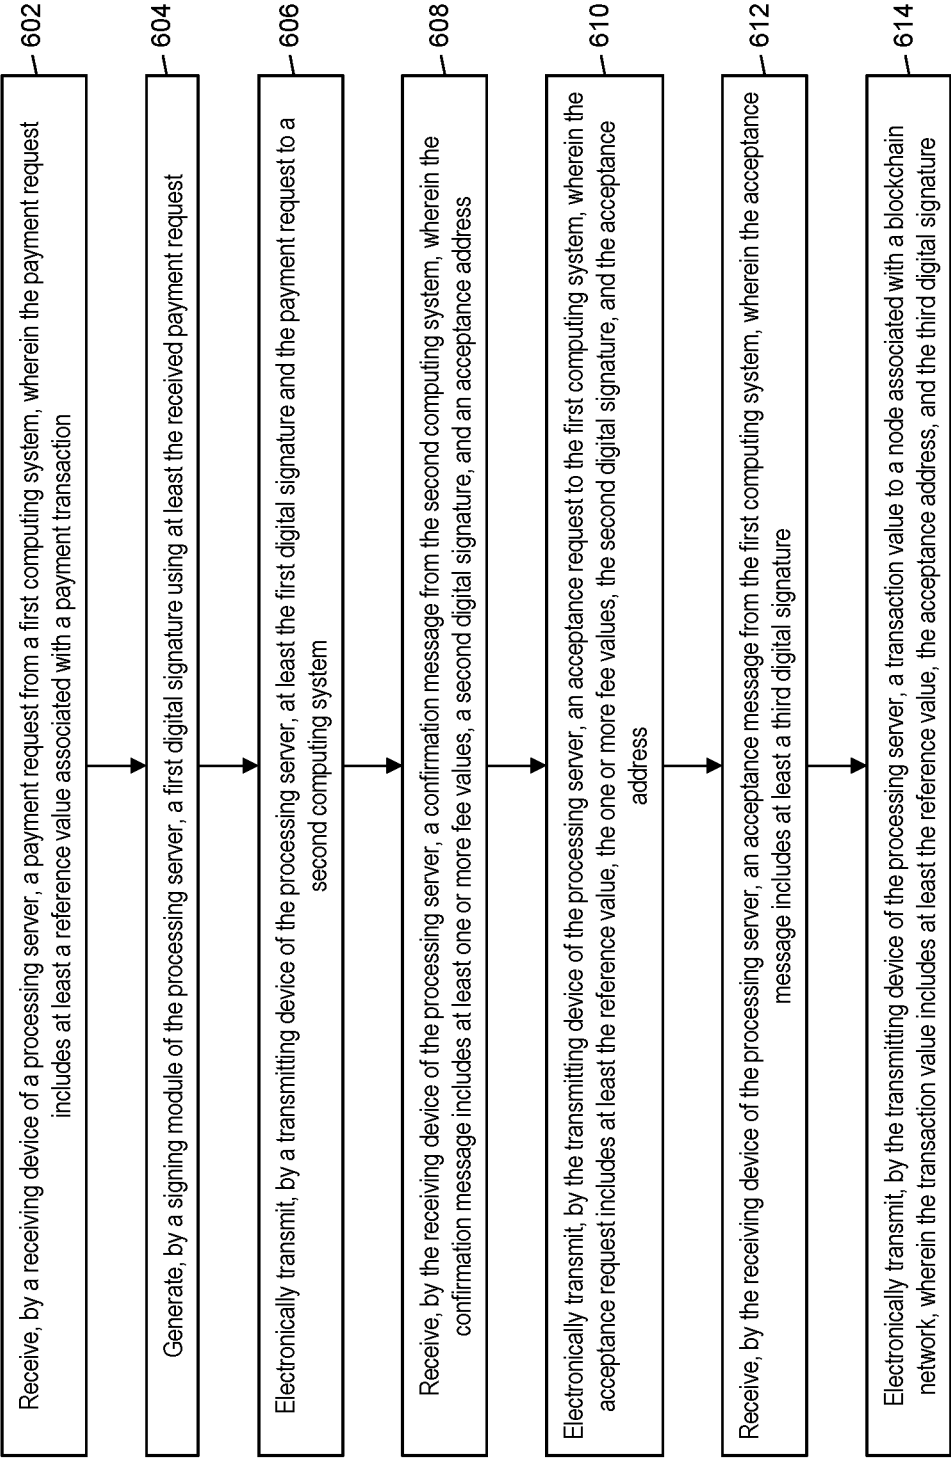 Receive, by a receiving device of a processing server, a payment request from a first computing system, wherein the payment request
includes at least a reference value associated with a payment transaction
602
Generate, by a signing module of the processing server, a first digital signature using at least the received payment request
604
Electronically transmit, by a transmitting device of the processing server, at least the first digital signature and the payment request to a
second computing system
606
Receive, by the receiving device of the processing server, a confirmation message from the second computing system, wherein the
confirmation message includes at least one or more fee values, a second digital signature, and an acceptance address
608
Electronically transmit, by the transmitting device of the processing server, an acceptance request to the first computing system, wherein the
acceptance request includes at least the reference value, the one or more fee values, the second digital signature, and the acceptance
address
610
Receive, by the receiving device of the processing server, an acceptance message from the first computing system, wherein the acceptance
message includes at least a third digital signature
612
Electronically transmit, by the transmitting device of the processing server, a transaction value to a node associated with a blockchain
network, wherein the transaction value includes at least the reference value, the acceptance address, and the third digital signature
614